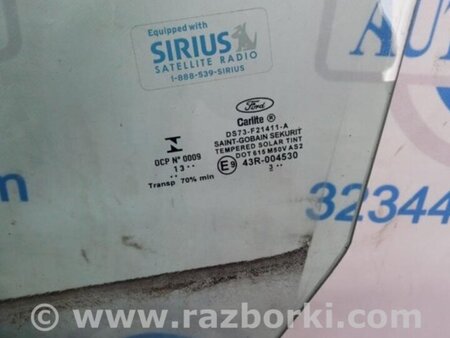 Equipped with
SIRIUS
SATELLITE RADIO
1-888-539-SIRIUS
AUTO
Ford
Carlite ®
DS73-F21411-A
SAINT-GOBAIN SEKURIT
TEMPERED SOLAR TINT
DOT 615 M50V AS2
E9 43R-004530
OCP N° 0009
13
Transp 70% min
32344
© www.razborki.com